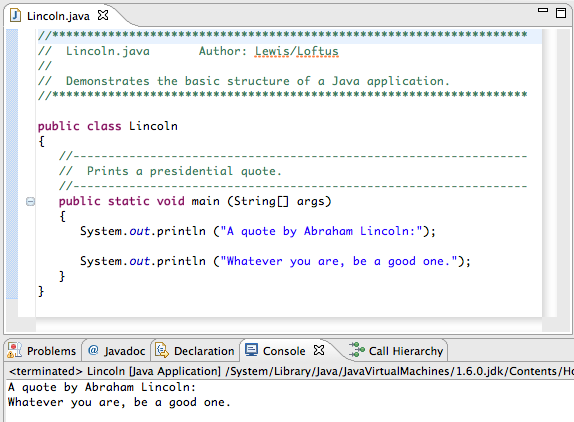 Lincoln.java
//********************************************************************
//  Lincoln.java       Author: Lewis/Loftus
//
//  Demonstrates the basic structure of a Java application.
//********************************************************************
public class Lincoln
{
   //-----------------------------------------------------------------
   //  Prints a presidential quote.
   //-----------------------------------------------------------------
   public static void main (String[] args)
   {
      System.out.println ("A quote by Abraham Lincoln:");
      System.out.println ("Whatever you are, be a good one.");
   }
}
Problems @ Javadoc Declaration Console Call Hierarchy
<terminated> Lincoln [Java Application] /System/Library/Java/JavaVirtualMachines/1.6.0.jdk/Contents/Ho
A quote by Abraham Lincoln:
Whatever you are, be a good one.